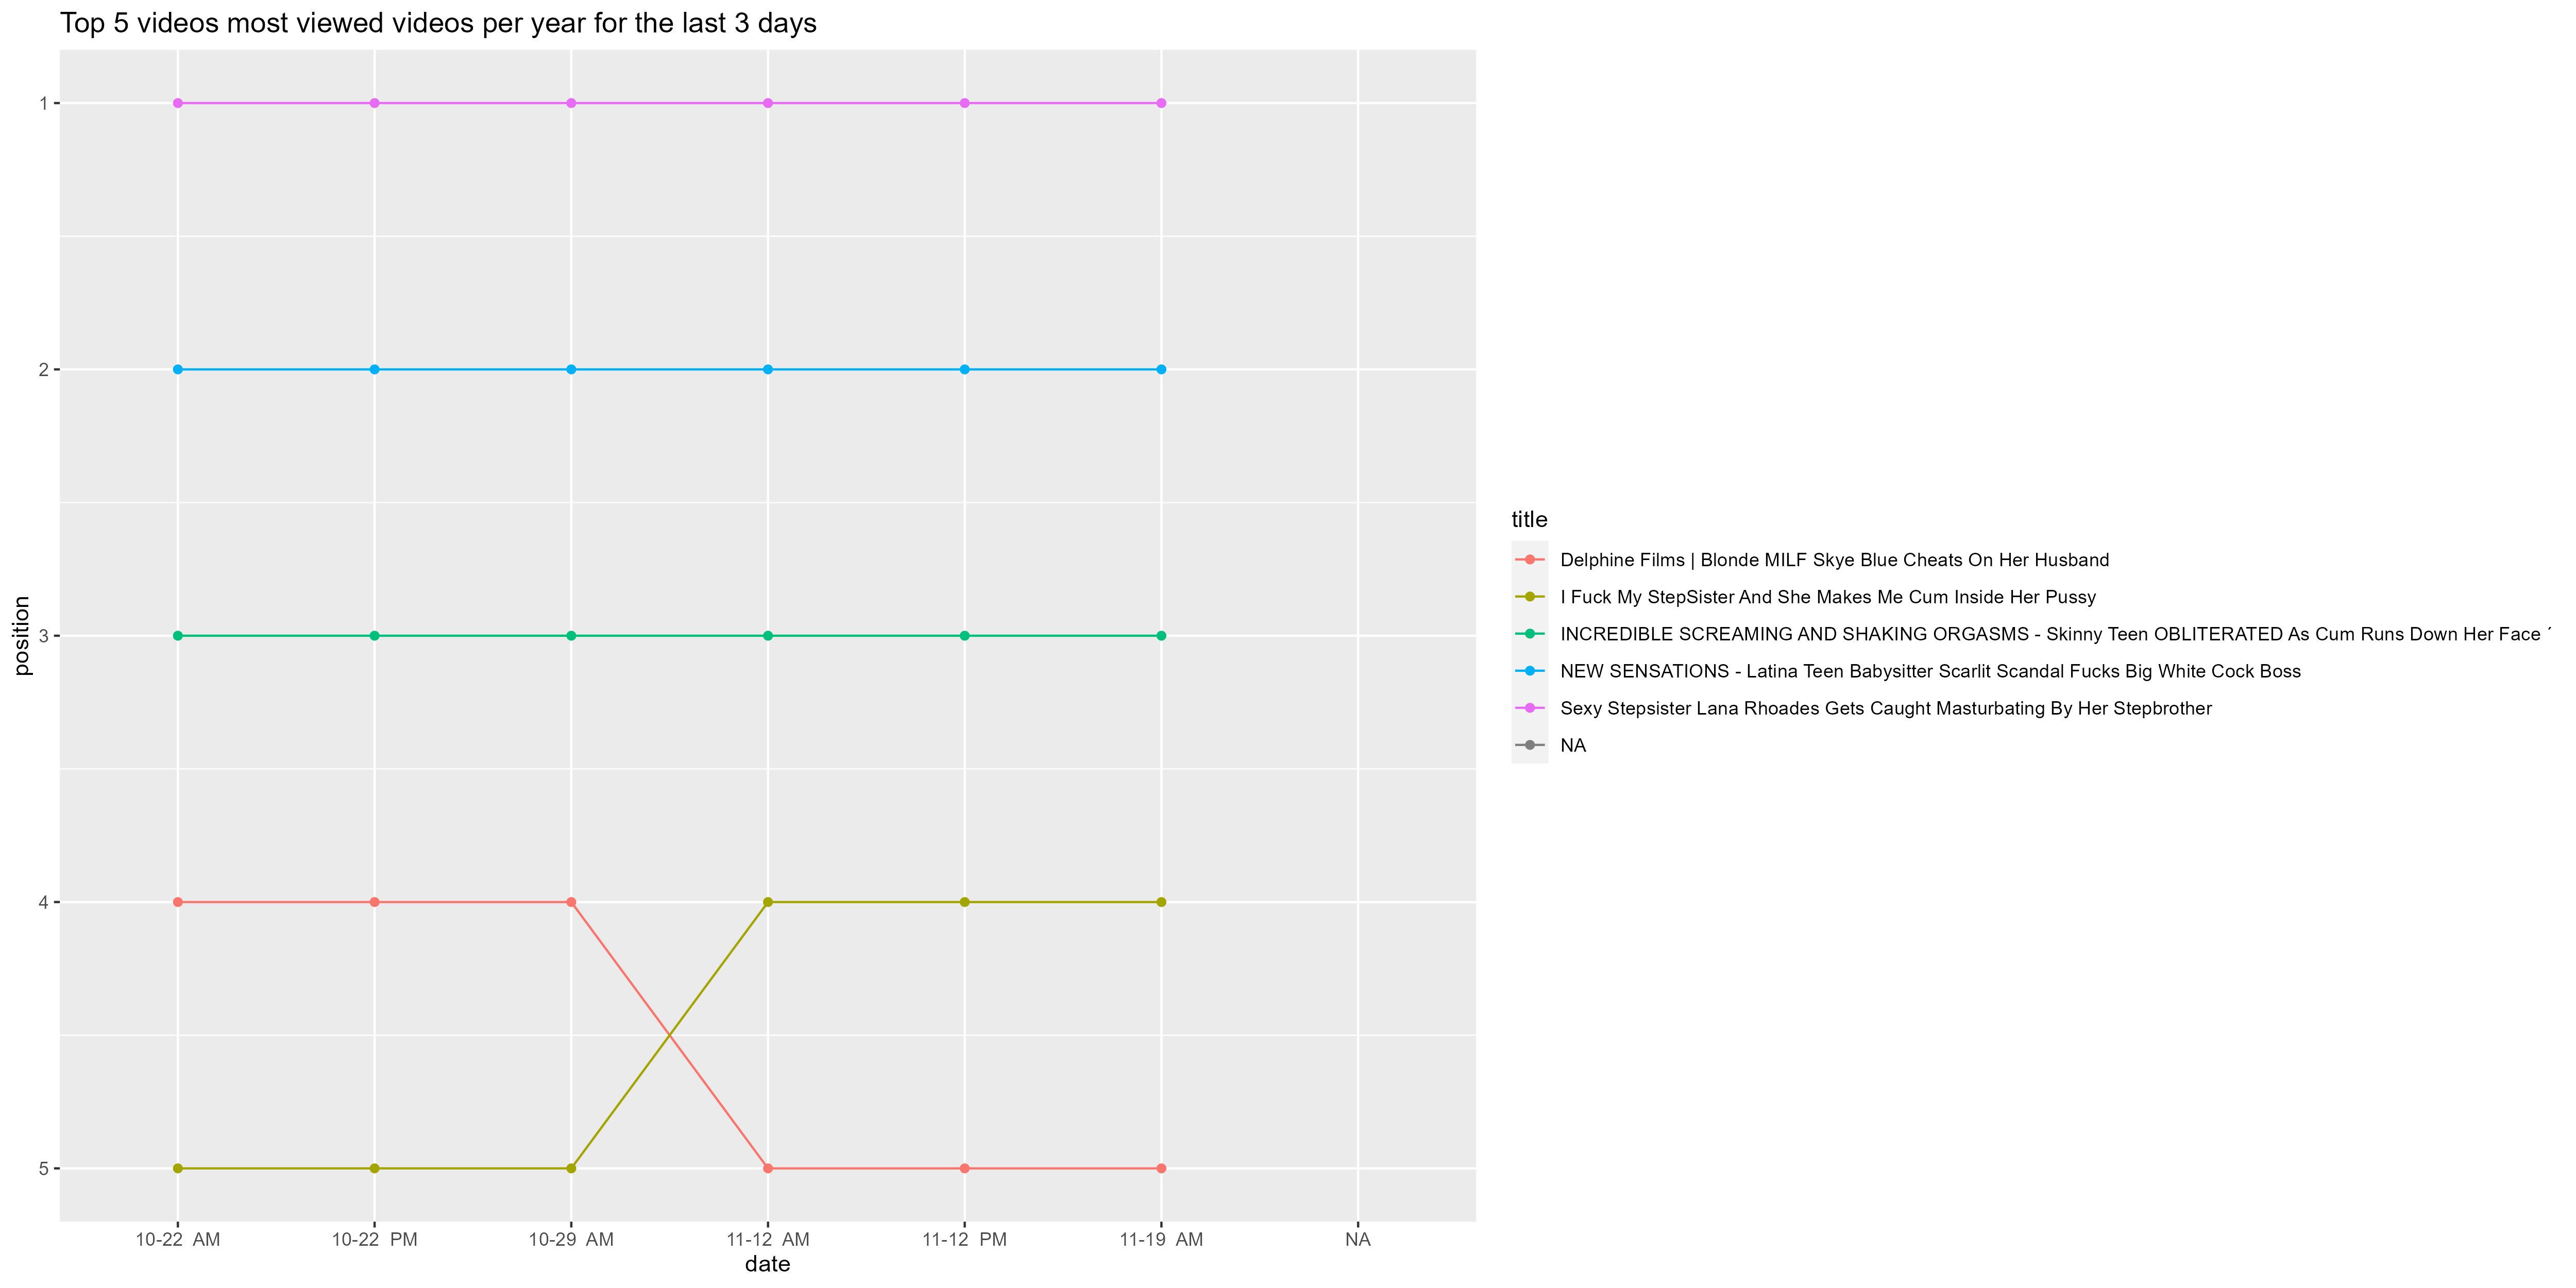 Top 5 videos most viewed videos per year for the last 3 days
position
1
2
3
4
5
10-22 AM
10-22 PM
10-29 AM
11-12 AM
11-12 PM
11-19 AM
NA
date
title
Delphine Films | Blonde MILF Skye Blue Cheats On Her Husband
I Fuck My StepSister And She Makes Me Cum Inside Her Pussy
INCREDIBLE SCREAMING AND SHAKING ORGASMS - Skinny Teen OBLITERATED As Cum Runs Down Her Face
NEW SENSATIONS - Latina Teen Babysitter Scarlit Scandal Fucks Big White Cock Boss
Sexy Stepsister Lana Rhoades Gets Caught Masturbating By Her Stepbrother
NA